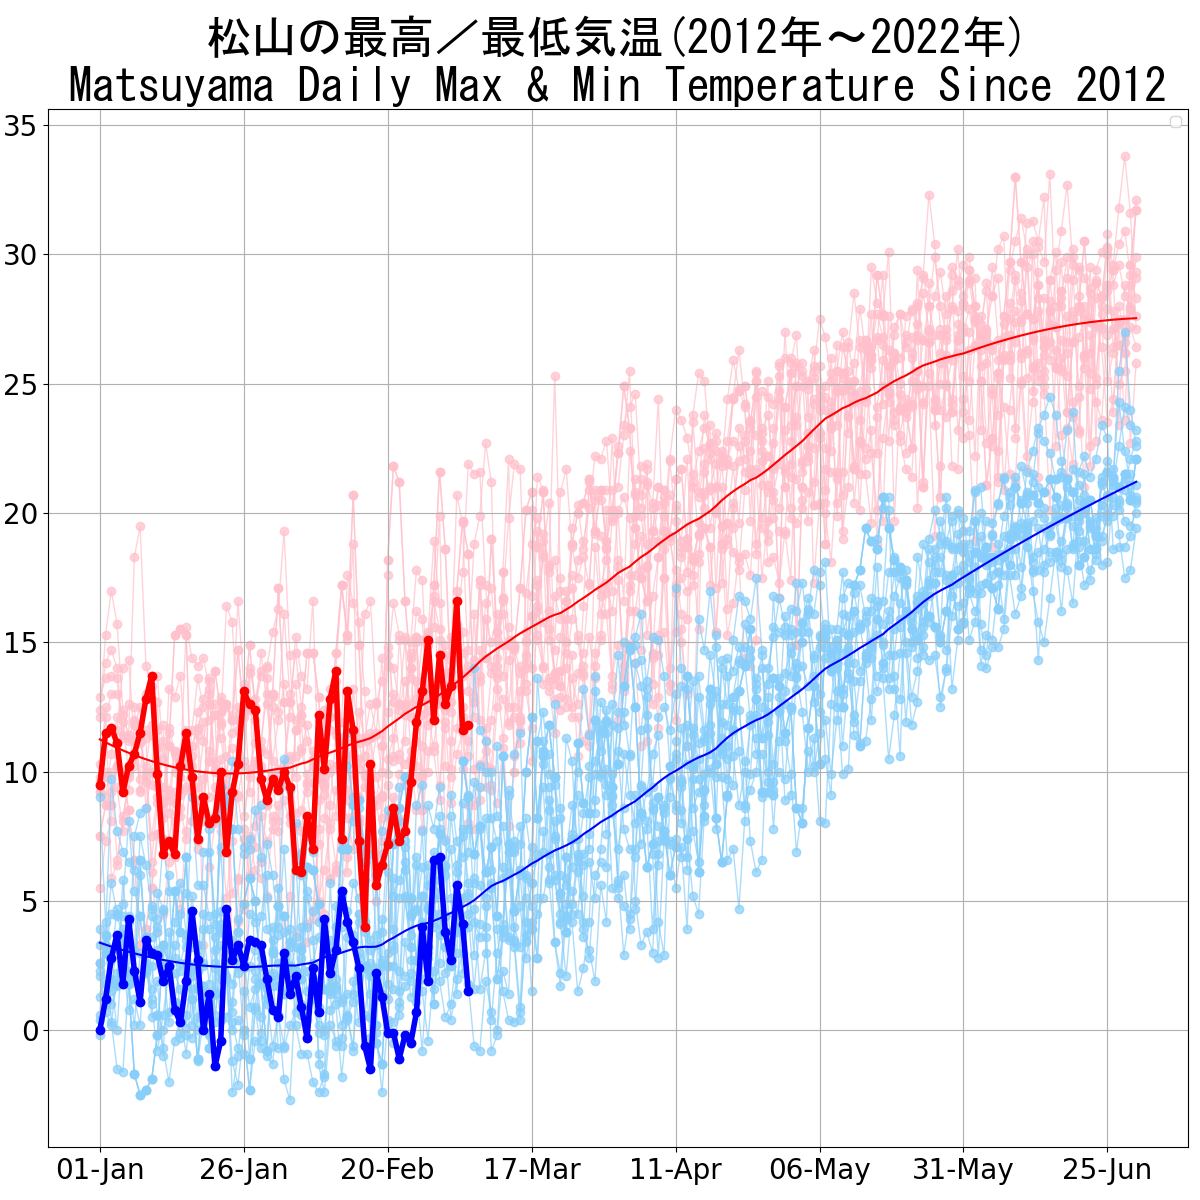 松山の最高／最低気温(2012年～2022年)
Matsuyama Daily Max & Min Temperature Since 2012
35
30
25
20
15
10
5
0
01-Jan 26-Jan 20-Feb 17-Mar 11-Apr 06-May 31-May 25-Jun